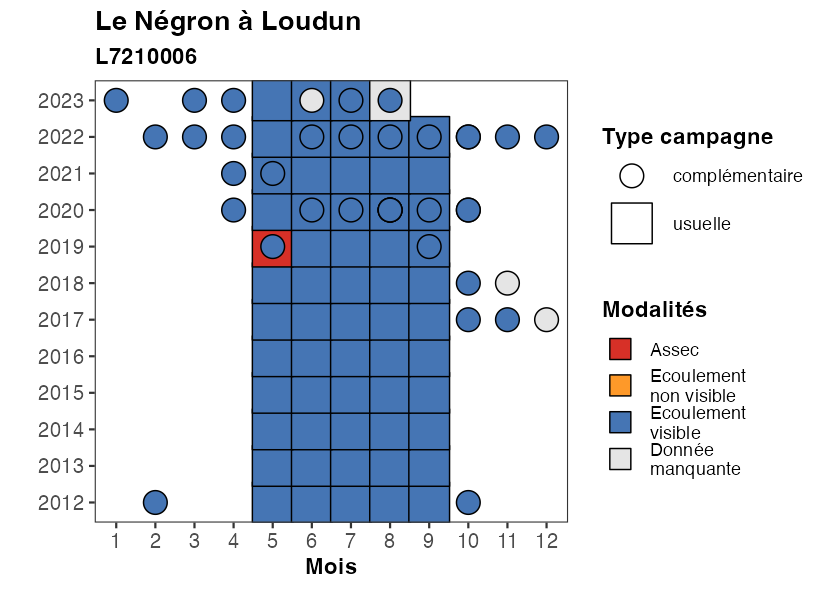 Le Négron à Loudun
L7210006
2023
2022
2021
2020
2019
2018
2017
2016
2015
2014
2013
2012
1 2 3 4 5 6 7 8 9 10 11 12
Mois
Type campagne
complémentaire
usuelle
Modalités
Assec
Ecoulement
non visible
Ecoulement
visible
Donnée
manquante